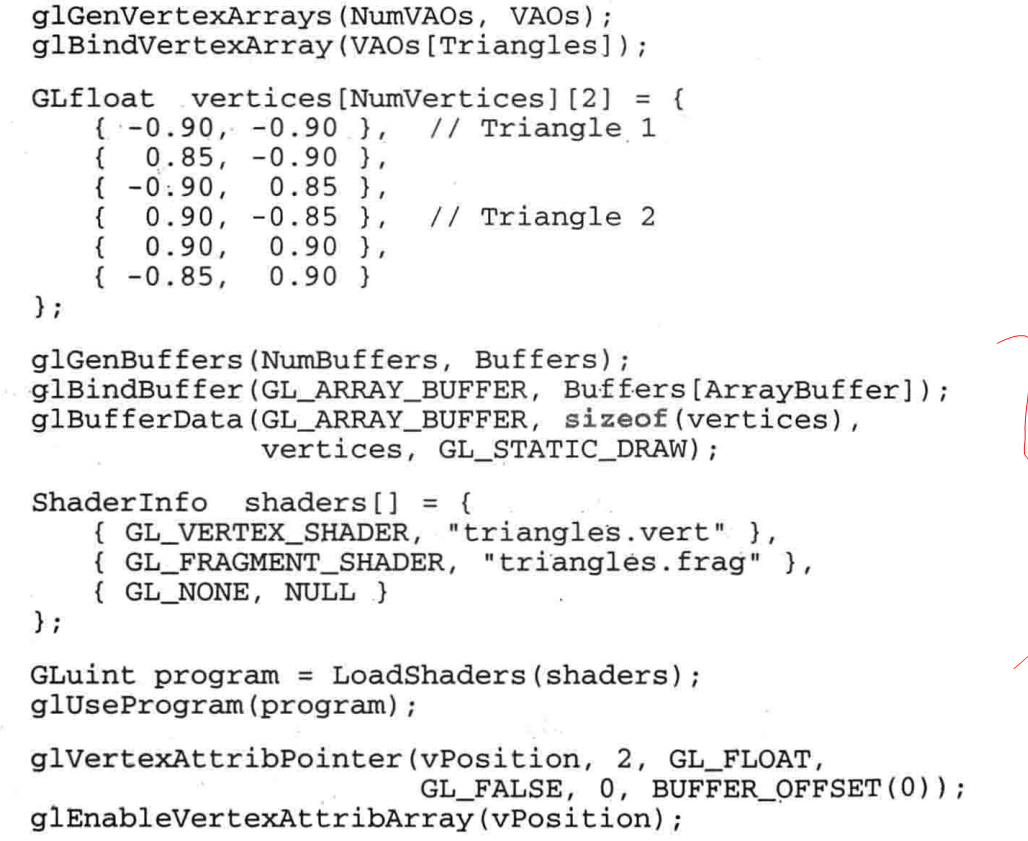 glGenVertexArrays(NumVAOs, VAOs);
glBindVertexArray(VAOs[Triangles]);
GLfloat  vertices[NumVertices][2] = {
    { -0.90, -0.90 },  // Triangle 1
    {  0.85, -0.90 },
    { -0.90,  0.85 },
    {  0.90, -0.85 },  // Triangle 2
    {  0.90,  0.90 },
    { -0.85,  0.90 }
};
glGenBuffers(NumBuffers, Buffers);
glBindBuffer(GL_ARRAY_BUFFER, Buffers[ArrayBuffer]);
glBufferData(GL_ARRAY_BUFFER, sizeof(vertices),
             vertices, GL_STATIC_DRAW);
ShaderInfo  shaders[] = {
    { GL_VERTEX_SHADER, "triangles.vert" },
    { GL_FRAGMENT_SHADER, "triangles.frag" },
    { GL_NONE, NULL }
};
GLuint program = LoadShaders(shaders);
glUseProgram(program);
glVertexAttribPointer(vPosition, 2, GL_FLOAT,
                      GL_FALSE, 0, BUFFER_OFFSET(0));
glEnableVertexAttribArray(vPosition);